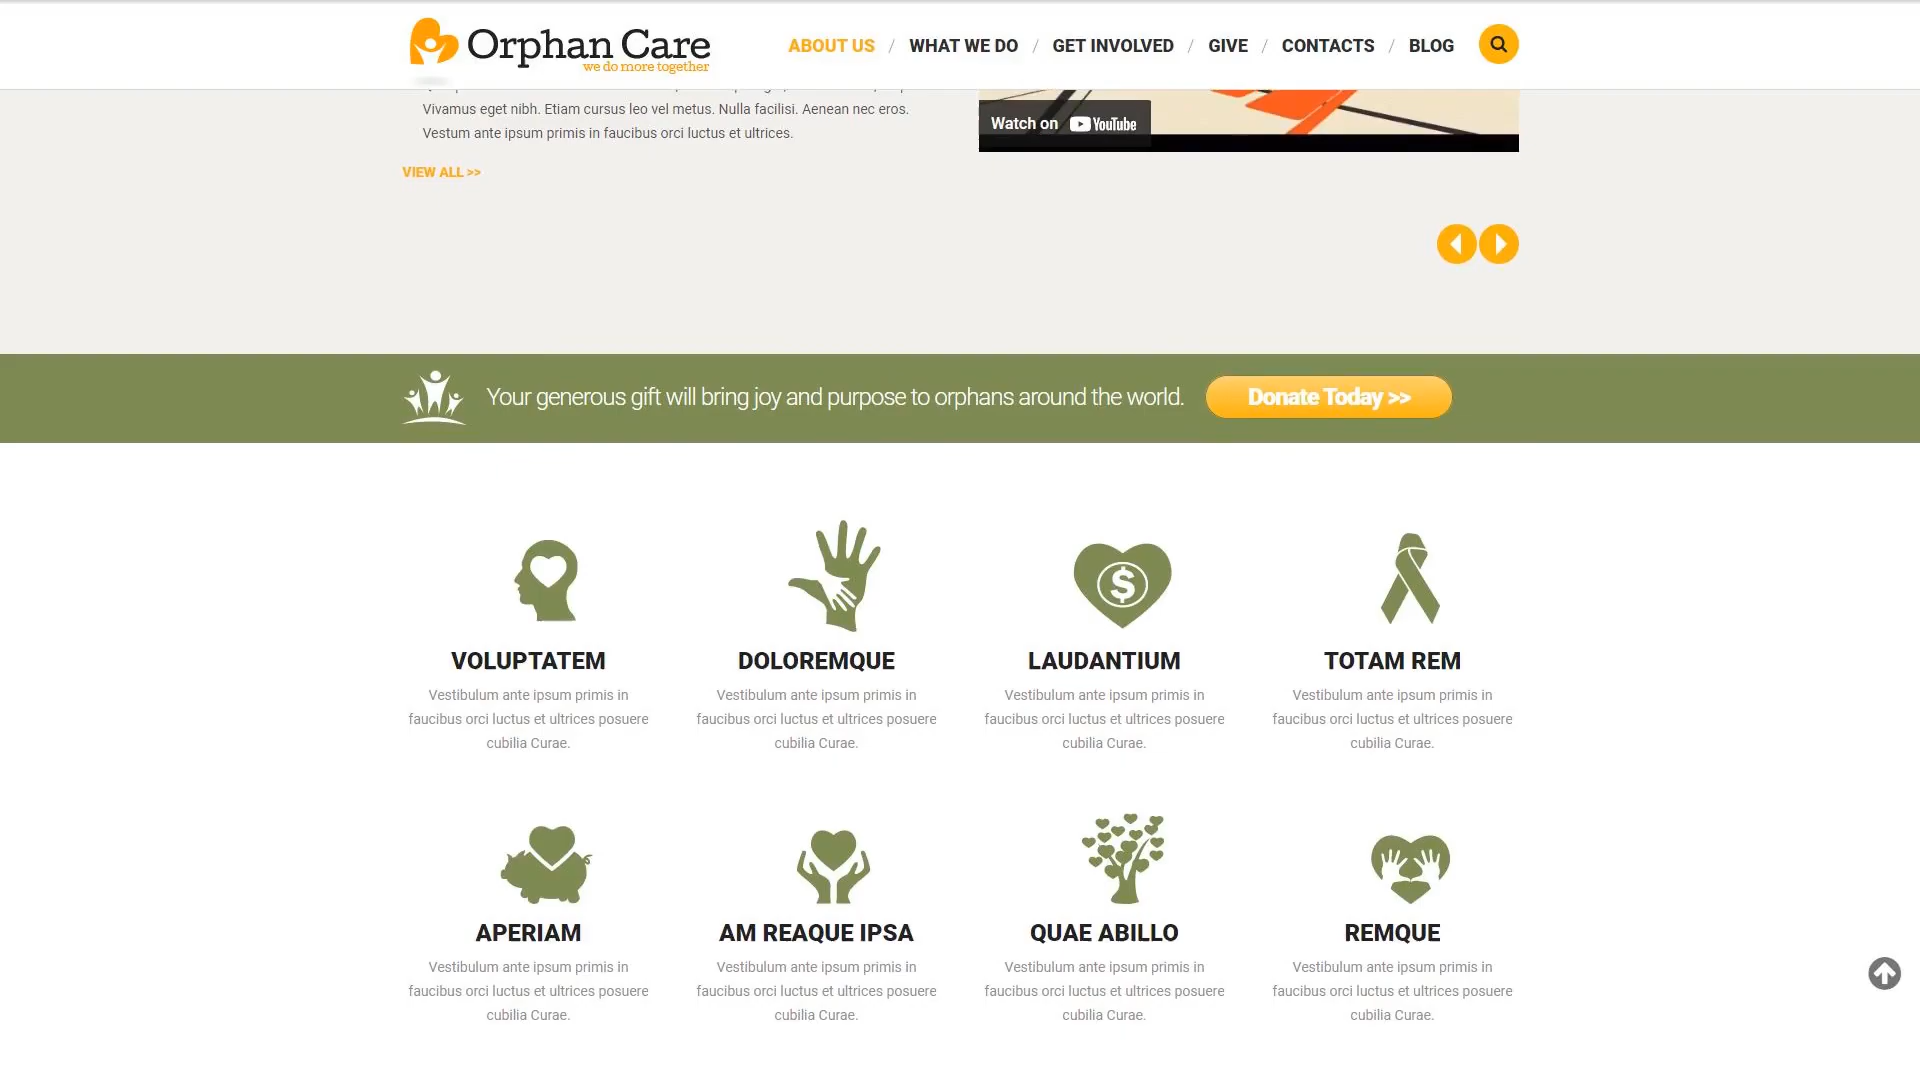 Orphan Care
we do more together
ABOUT US / WHAT WE DO / GET INVOLVED / GIVE / CONTACTS / BLOG
Vivamus eget nibh. Etiam cursus leo vel metus. Nulla facilisi. Aenean nec eros.
Vestum ante ipsum primis in faucibus orci luctus et ultrices.
Watch on YouTube
VIEW ALL >>
Your generous gift will bring joy and purpose to orphans around the world.
Donate Today >>
$
VOLUPTATEM
Vestibulum ante ipsum primis in
faucibus orci luctus et ultrices posuere
cubilia Curae.
DOLOREMQUE
Vestibulum ante ipsum primis in
faucibus orci luctus et ultrices posuere
cubilia Curae.
LAUDANTIUM
Vestibulum ante ipsum primis in
faucibus orci luctus et ultrices posuere
cubilia Curae.
TOTAM REM
Vestibulum ante ipsum primis in
faucibus orci luctus et ultrices posuere
cubilia Curae.
APERIAM
Vestibulum ante ipsum primis in
faucibus orci luctus et ultrices posuere
cubilia Curae.
AM REAQUE IPSA
Vestibulum ante ipsum primis in
faucibus orci luctus et ultrices posuere
cubilia Curae.
QUAE ABILLO
Vestibulum ante ipsum primis in
faucibus orci luctus et ultrices posuere
cubilia Curae.
REMQUE
Vestibulum ante ipsum primis in
faucibus orci luctus et ultrices posuere
cubilia Curae.